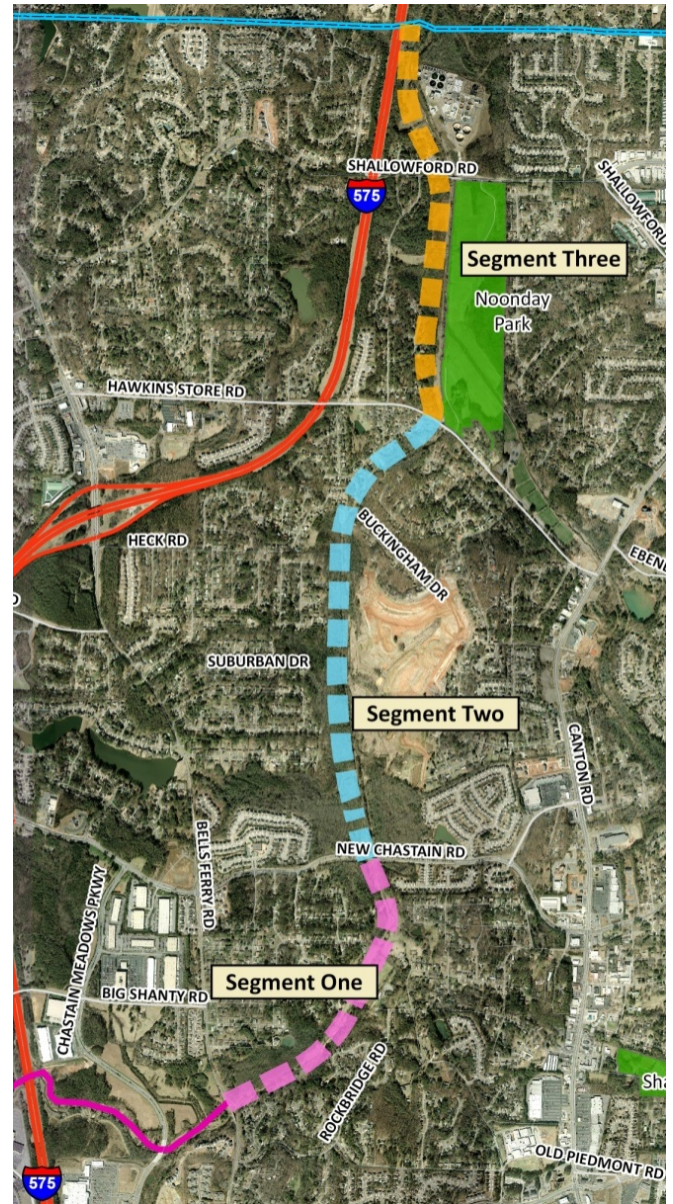 SHALLOWFORD RD
575
SHALLOWFORD
Segment Three
Noonday
Park
HAWKINS STORE RD
BUCKINGHAM DR
HECK RD
EBENE
D
SUBURBAN DR
Segment Two
CANTON RD
BELLS FERRY RD
NEW CHASTAIN RD
CHASTAIN MEADOWS PKWY
Segment One
BIG SHANTY RD
ROCKBRIDGE RD
Sha
OLD PIEDMONT RD
575